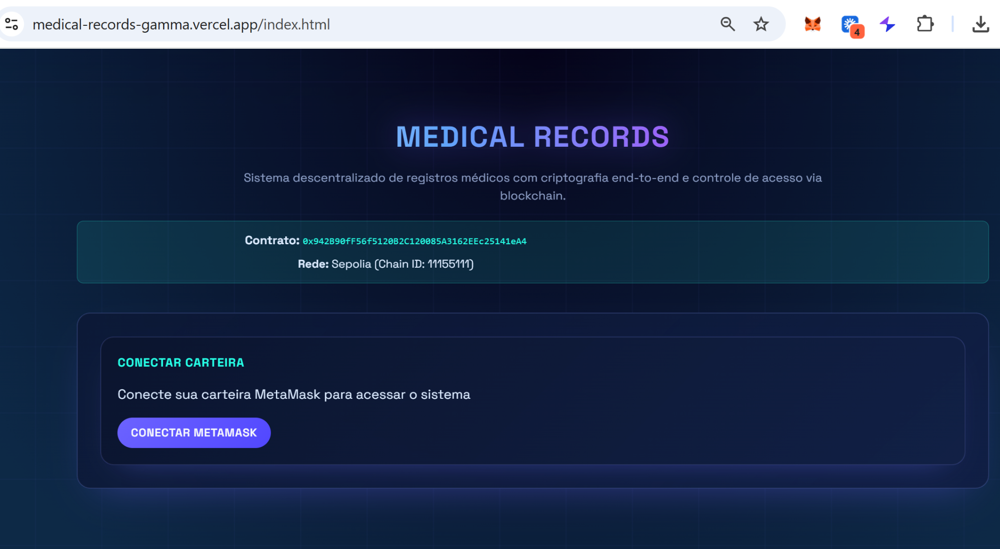 medical-records-gamma.vercel.app/index.html
4
MEDICAL RECORDS
Sistema descentralizado de registros médicos com criptografia end-to-end e controle de acesso via
blockchain.
Contrato: 0x942B90fF56f5120B2C120085A3162EEc25141eA4
Rede: Sepolia (Chain ID: 11155111)
CONECTAR CARTEIRA
Conecte sua carteira MetaMask para acessar o sistema
CONECTAR METAMASK